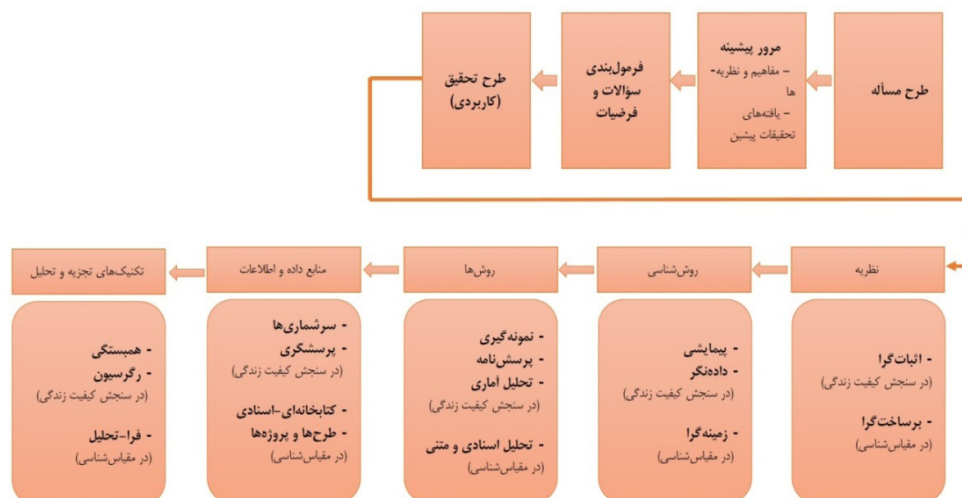 طرح مسأله
مرور پیشینه
– مفاهیم و نظریه-
ها
– یافته‌های
تحقیقات پیشین
فرمول‌بندی
سؤالات و
فرضیات
طرح تحقیق
(کاربردی)
نظریه
روش‌شناسی
روش‌ها
منابع داده و اطلاعات
تکنیک‌های تجزیه و تحلیل
- اثبات‌گرا
(در سنجش کیفیت زندگی)
- برساخت‌گرا
(در مقیاس‌شناسی)
- پیمایشی
- داده‌نگر
(در سنجش کیفیت زندگی)
- زمینه‌گرا
(در مقیاس‌شناسی)
- نمونه‌گیری
- پرسش‌نامه
- تحلیل آماری
(در سنجش کیفیت زندگی)
- تحلیل اسنادی و متنی
(در مقیاس‌شناسی)
- سرشماری‌ها
- پرسشگری
(در سنجش کیفیت زندگی)
- کتابخانه‌ای-اسنادی
- طرح‌ها و پروژه‌ها
(در مقیاس‌شناسی)
- همبستگی
- رگرسیون
(در سنجش کیفیت زندگی)
- فرا-تحلیل
(در مقیاس‌شناسی)